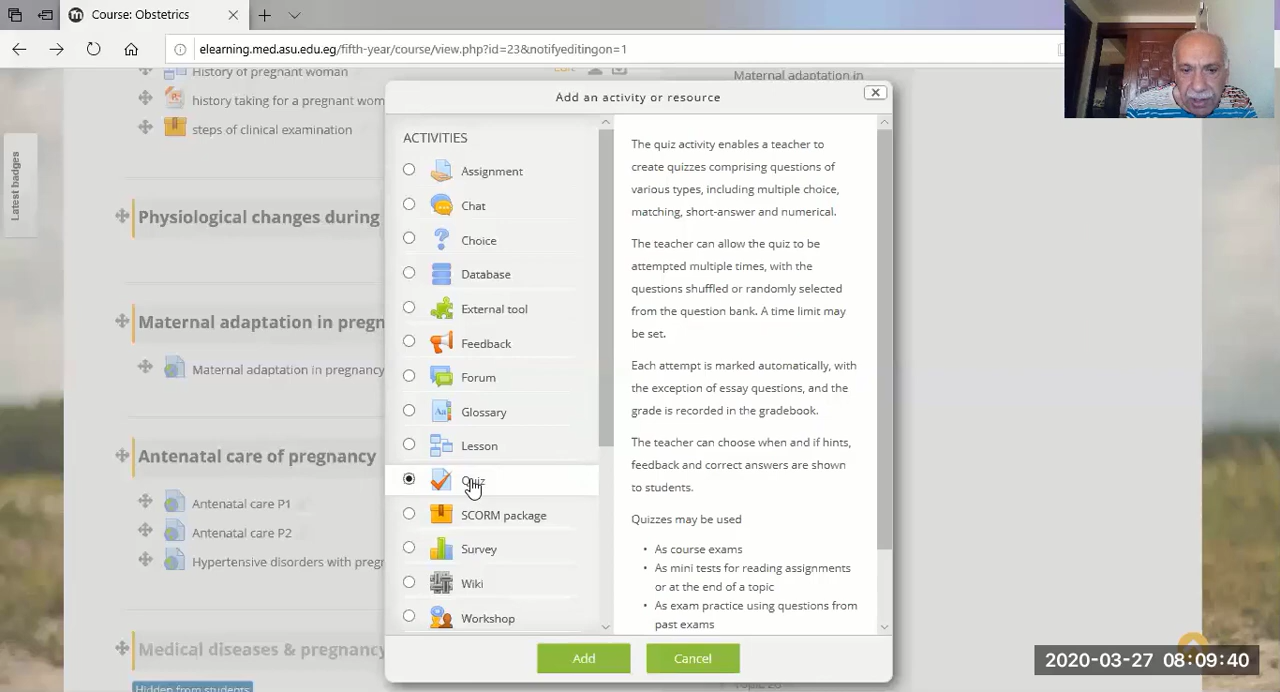 Course: Obstetrics
elearning.med.asu.edu.eg/fifth-year/course/view.php?id=23&notifyeditingon=1
History of pregnant woman
Edit
Maternal adaptation in
history taking for a pregnant wom
steps of clinical examination
Latest badges
Physiological changes during
Maternal adaptation in pregn
Maternal adaptation in pregnancy
Antenatal care of pregnancy
Antenatal care P1
Antenatal care P2
Hypertensive disorders with preg
Medical diseases & pregnancy
Hidden from students
Add an activity or resource
ACTIVITIES
Assignment
Chat
Choice
Database
External tool
Feedback
Forum
Glossary
Lesson
Quiz
SCORM package
Survey
Wiki
Workshop
The quiz activity enables a teacher to
create quizzes comprising questions of
various types, including multiple choice,
matching, short-answer and numerical.
The teacher can allow the quiz to be
attempted multiple times, with the
questions shuffled or randomly selected
from the question bank. A time limit may
be set.
Each attempt is marked automatically, with
the exception of essay questions, and the
grade is recorded in the gradebook.
The teacher can choose when and if hints,
feedback and correct answers are shown
to students.
Quizzes may be used
• As course exams
• As mini tests for reading assignments
or at the end of a topic
• As exam practice using questions from
past exams
Add
Cancel
2020-03-27 08:09:40